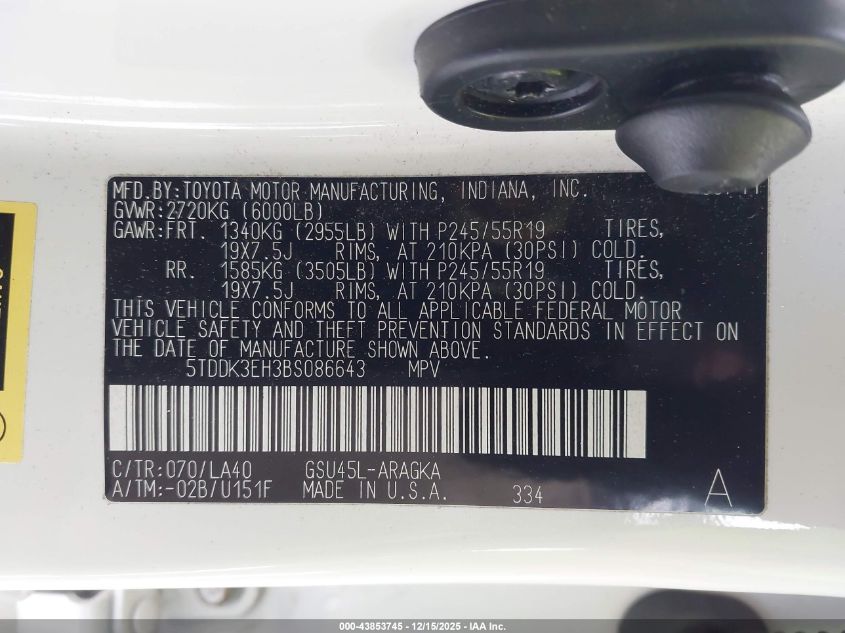 MFD.BY:TOYOTA MOTOR MANUFACTURING, INDIANA, INC.
GVWR:2720KG (6000LB)
GAWR:FRT. 1340KG (2955LB) WITH P245/55R19 TIRES,
19X7.5J RIMS, AT 210KPA (30PSI) COLD.
RR. 1585KG (3505LB) WITH P245/55R19 TIRES,
19X7.5J RIMS, AT 210KPA (30PSI) COLD.
THIS VEHICLE CONFORMS TO ALL APPLICABLE FEDERAL MOTOR
VEHICLE SAFETY AND THEFT PREVENTION STANDARDS IN EFFECT ON
THE DATE OF MANUFACTURE SHOWN ABOVE.
5TDDK3EH3BS086643 MPV
C/TR:070/LA40 GSU45L-ARAGKA
A/TM:-02B/U151F MADE IN U.S.A. 334 A
000-43853745 - 12/15/2025 - IAA Inc.